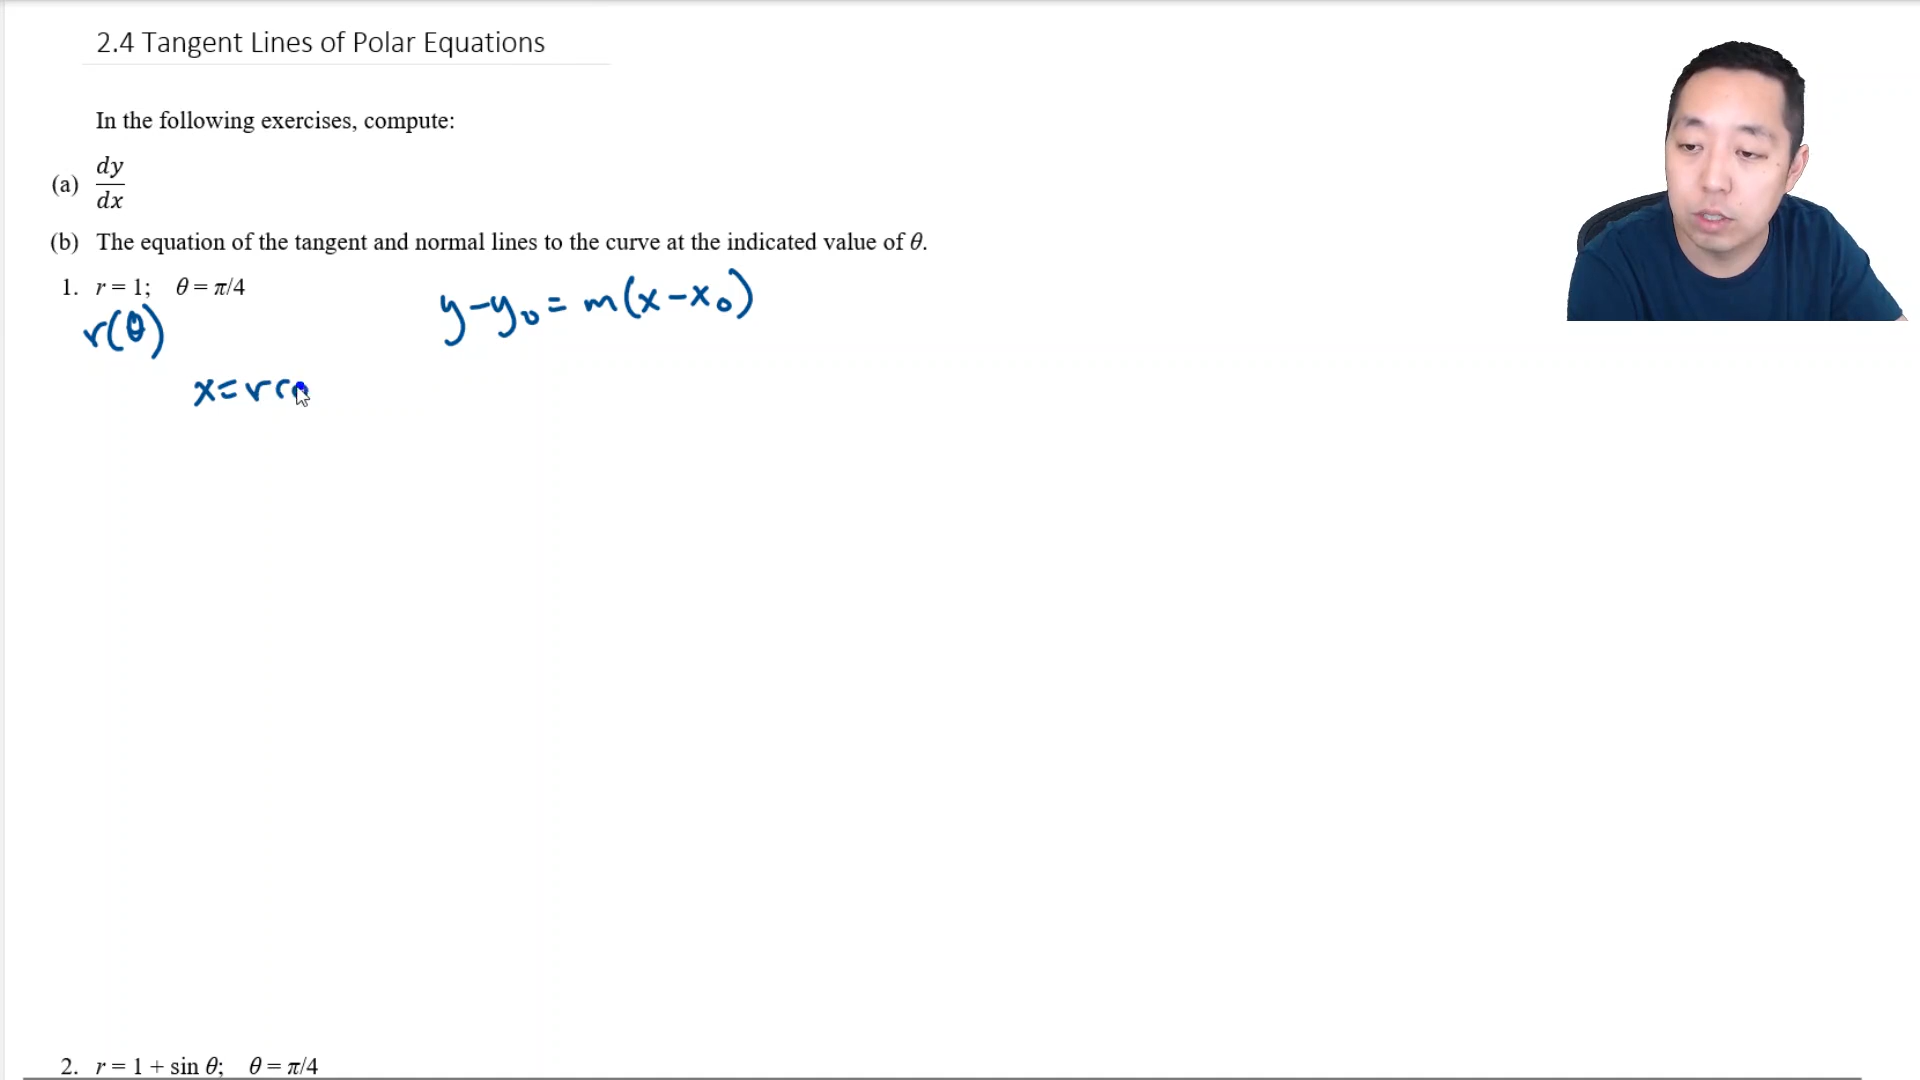 2.4 Tangent Lines of Polar Equations
In the following exercises, compute:
(a) dy/dx
(b) The equation of the tangent and normal lines to the curve at the indicated value of θ.
1. r = 1; θ = π/4
r(θ)
y-y₀ = m(x-x₀)
x = r co
2. r = 1 + sin θ; θ = π/4